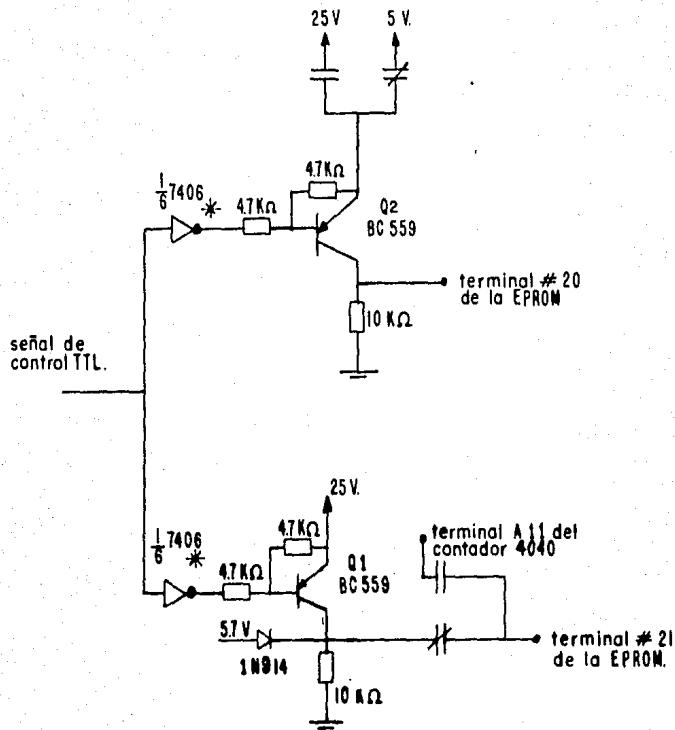 25 V
5 V.
4.7KΩ
1/6 7406 *
4.7KΩ
Q2
BC 559
terminal # 20
de la EPROM
10 KΩ
señal de
control TTL.
25 V.
4.7KΩ
terminal A 11 del
contador 4040
1/6 7406 *
4.7KΩ
Q1
BC 559
5.7 V
terminal # 21
de la EPROM.
1N914
10 KΩ